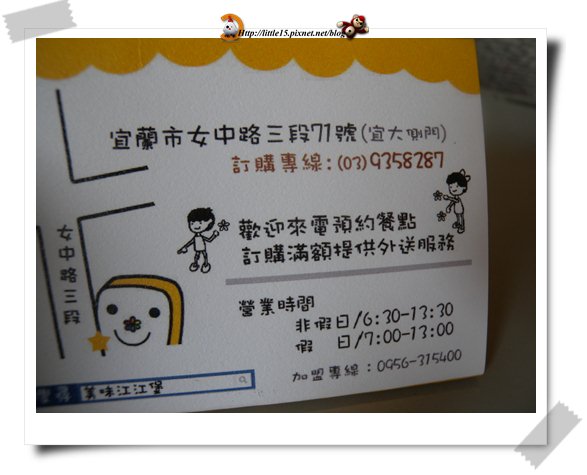 Http://little15.pixnet.net/blog
宜蘭市女中路三段71號(宜大側門)
訂購專線:(03)9358287
歡迎來電預約餐點
訂購滿額提供外送服務
女中路三段
營業時間
非假日/6:30-13:30
假 日/7:00-13:00
加盟專線:0956-315400
美味江江堡